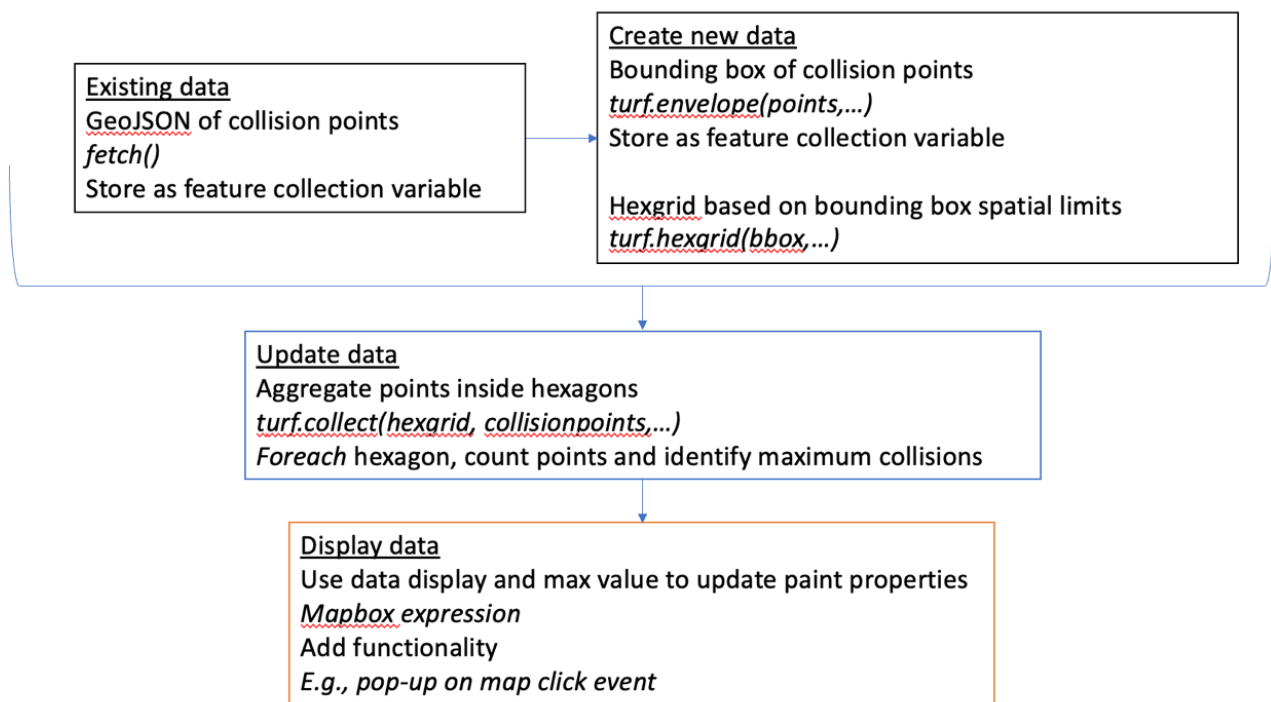 Existing data
GeoJSON of collision points
fetch()
Store as feature collection variable
Create new data
Bounding box of collision points
turf.envelope(points,…)
Store as feature collection variable
Hexgrid based on bounding box spatial limits
turf.hexgrid(bbox,…)
Update data
Aggregate points inside hexagons
turf.collect(hexgrid, collisionpoints,…)
Foreach hexagon, count points and identify maximum collisions
Display data
Use data display and max value to update paint properties
Mapbox expression
Add functionality
E.g., pop-up on map click event